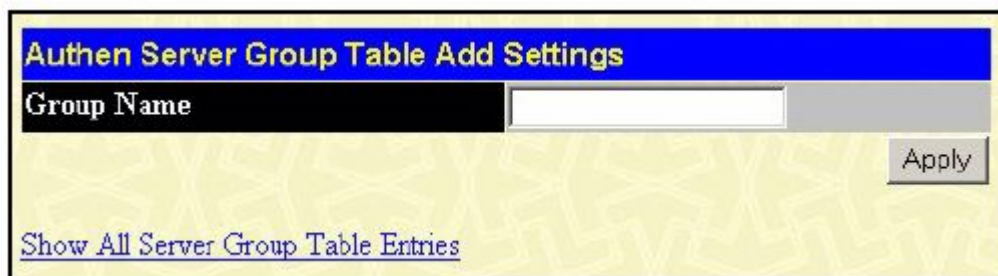 Authen Server Group Table Add Settings
Group Name
Apply
Show All Server Group Table Entries